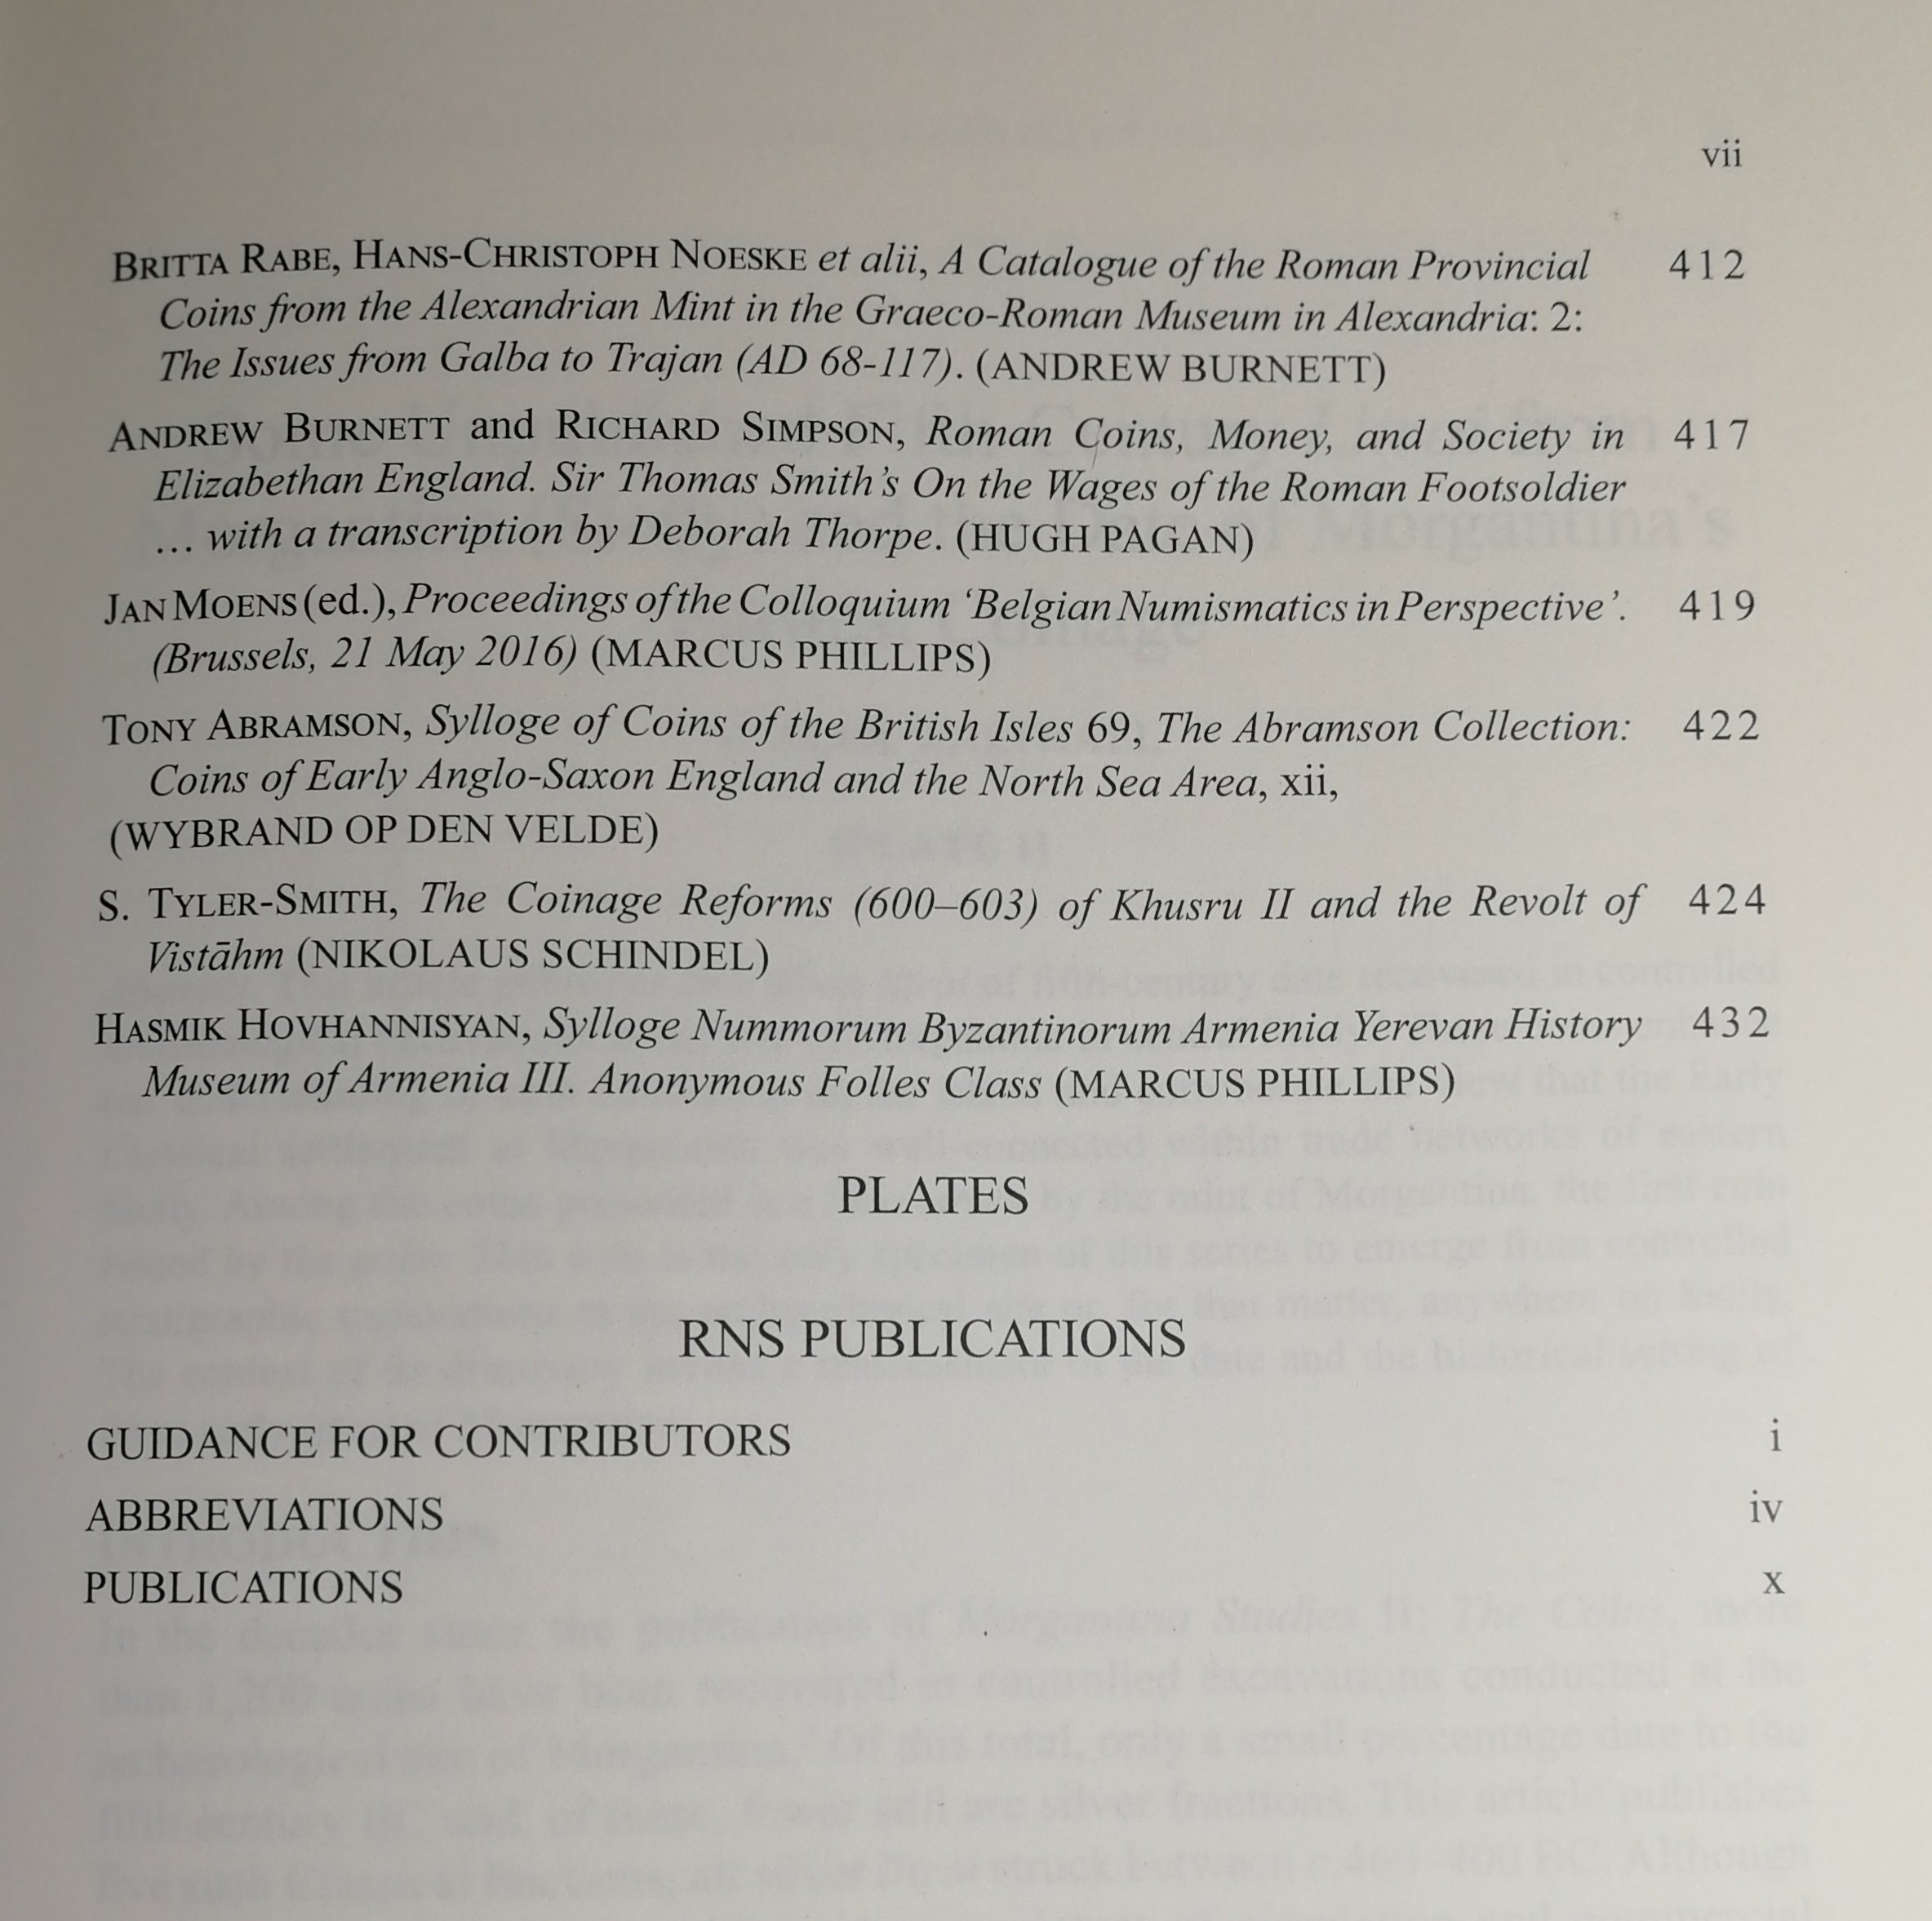 vii
BRITTA RABE, HANS-CHRISTOPH NOESKE et alii, A Catalogue of the Roman Provincial 412
Coins from the Alexandrian Mint in the Graeco-Roman Museum in Alexandria: 2:
The Issues from Galba to Trajan (AD 68-117). (ANDREW BURNETT)
ANDREW BURNETT and RICHARD SIMPSON, Roman Coins, Money, and Society in 417
Elizabethan England. Sir Thomas Smith’s On the Wages of the Roman Footsoldier
… with a transcription by Deborah Thorpe. (HUGH PAGAN)
JAN MOENS (ed.), Proceedings of the Colloquium ‘Belgian Numismatics in Perspective’. 419
(Brussels, 21 May 2016) (MARCUS PHILLIPS)
TONY ABRAMSON, Sylloge of Coins of the British Isles 69, The Abramson Collection: 422
Coins of Early Anglo-Saxon England and the North Sea Area, xii,
(WYBRAND OP DEN VELDE)
S. TYLER-SMITH, The Coinage Reforms (600–603) of Khusru II and the Revolt of 424
Vistāhm (NIKOLAUS SCHINDEL)
HASMIK HOVHANNISYAN, Sylloge Nummorum Byzantinorum Armenia Yerevan History 432
Museum of Armenia III. Anonymous Folles Class (MARCUS PHILLIPS)
PLATES
RNS PUBLICATIONS
GUIDANCE FOR CONTRIBUTORS i
ABBREVIATIONS iv
PUBLICATIONS x